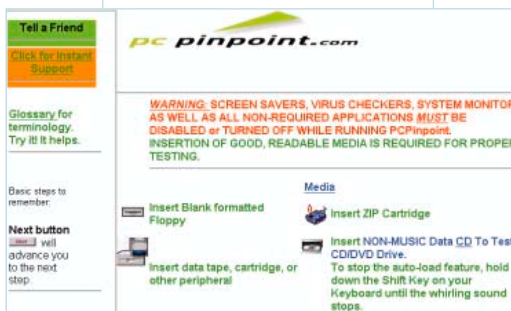 Tell a Friend
Click for Instant
Support
pc pinpoint.com
WARNING: SCREEN SAVERS, VIRUS CHECKERS, SYSTEM MONITOR
AS WELL AS ALL NON-REQUIRED APPLICATIONS MUST BE
DISABLED or TURNED OFF WHILE RUNNING PCPinpoint.
INSERTION OF GOOD, READABLE MEDIA IS REQUIRED FOR PROPER
TESTING.
Glossary for
terminology.
Try it! It helps.
Basic steps to
remember:
Next button
will
advance you
to the next
step.
Media
Insert Blank formatted
Floppy
Insert ZIP Cartridge
Insert data tape, cartridge, or
other peripheral
Insert NON-MUSIC Data CD To Test
CD/DVD Drive.
To stop the auto-load feature, hold
down the Shift Key on your
Keyboard until the whirling sound
stops.